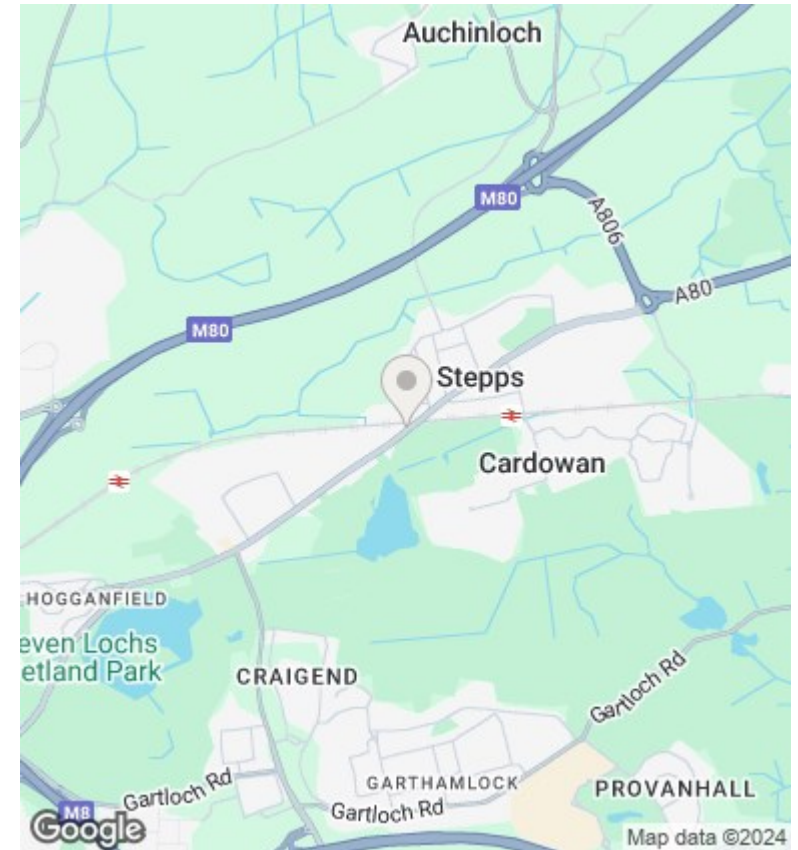 Auchinloch
M80
A806
A80
M80
Stepps
Cardowan
HOGGANFIELD
even Lochs
etland Park
CRAIGEND
Gartloch Rd
GARTHAMLOCK
PROVANHALL
Gartloch Rd
Gartloch Rd
M8
Google
Map data ©2024